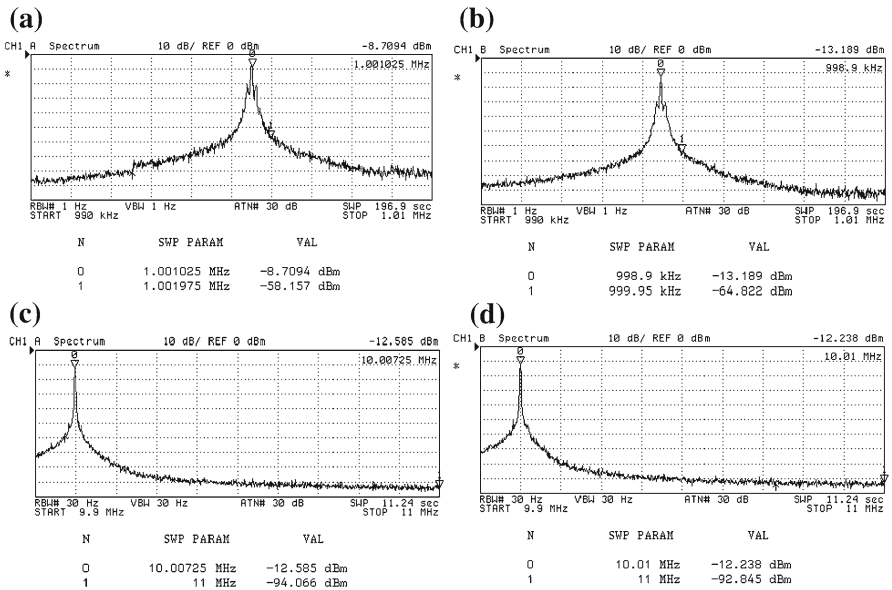 (a)
CH1 A Spectrum 10 dB/ REF 0 dBm -8.7094 dBm
0
1.001025 MHz
*
1
RBW# 1 Hz VBW 1 Hz ATN# 30 dB SWP 196.9 sec
START 990 kHz STOP 1.01 MHz
N SWP PARAM VAL
0 1.001025 MHz -8.7094 dBm
1 1.001975 MHz -58.157 dBm
(b)
CH1 B Spectrum 10 dB/ REF 0 dBm -13.189 dBm
0
998.9 kHz
*
1
RBW# 1 Hz VBW 1 Hz ATN# 30 dB SWP 196.9 sec
START 990 kHz STOP 1.01 MHz
N SWP PARAM VAL
0 998.9 kHz -13.189 dBm
1 999.95 kHz -64.822 dBm
(c)
CH1 A Spectrum 10 dB/ REF 0 dBm -12.585 dBm
0
10.00725 MHz
RBW# 30 Hz VBW 30 Hz ATN# 30 dB SWP 11.24 sec
START 9.9 MHz STOP 11 MHz
N SWP PARAM VAL
0 10.00725 MHz -12.585 dBm
1 11 MHz -94.066 dBm
(d)
CH1 B Spectrum 10 dB/ REF 0 dBm -12.238 dBm
0
10.01 MHz
*
1
RBW# 30 Hz VBW 30 Hz ATN# 30 dB SWP 11.24 sec
START 9.9 MHz STOP 11 MHz
N SWP PARAM VAL
0 10.01 MHz -12.238 dBm
1 11 MHz -92.845 dBm